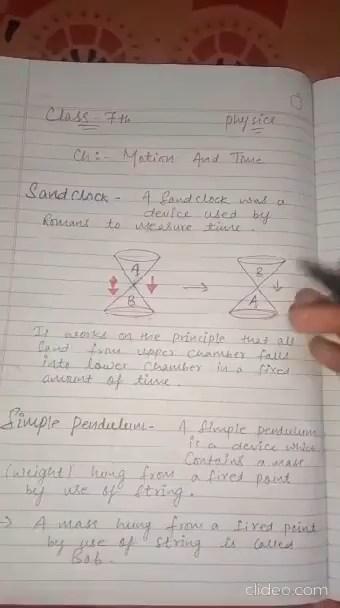 Class - 7th physics
Ch:- Motion And Time
Sandclock - A Sandclock was a
device used by
Romans to measure time.
A B
B A
It works on the principle that all
Sand from upper chamber falls
into lower chamber in a fixed
amount of time.
Simple Pendulum - A Simple pendulum
is a device which
Contains a mass
(weight) hung from a fixed point
by use of string.
→ A mass hung from a fixed point
by use of string is called
Bob.
clideo.com